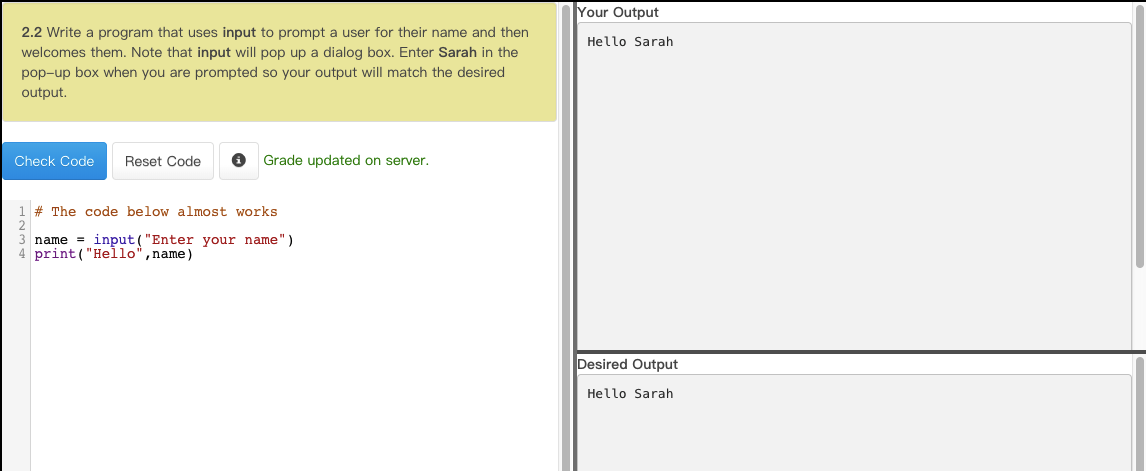 2.2 Write a program that uses input to prompt a user for their name and then
welcomes them. Note that input will pop up a dialog box. Enter Sarah in the
pop-up box when you are prompted so your output will match the desired
output.
Check Code
Reset Code
Grade updated on server.
1 # The code below almost works
2
3 name = input("Enter your name")
4 print("Hello",name)
Your Output
Hello Sarah
Desired Output
Hello Sarah